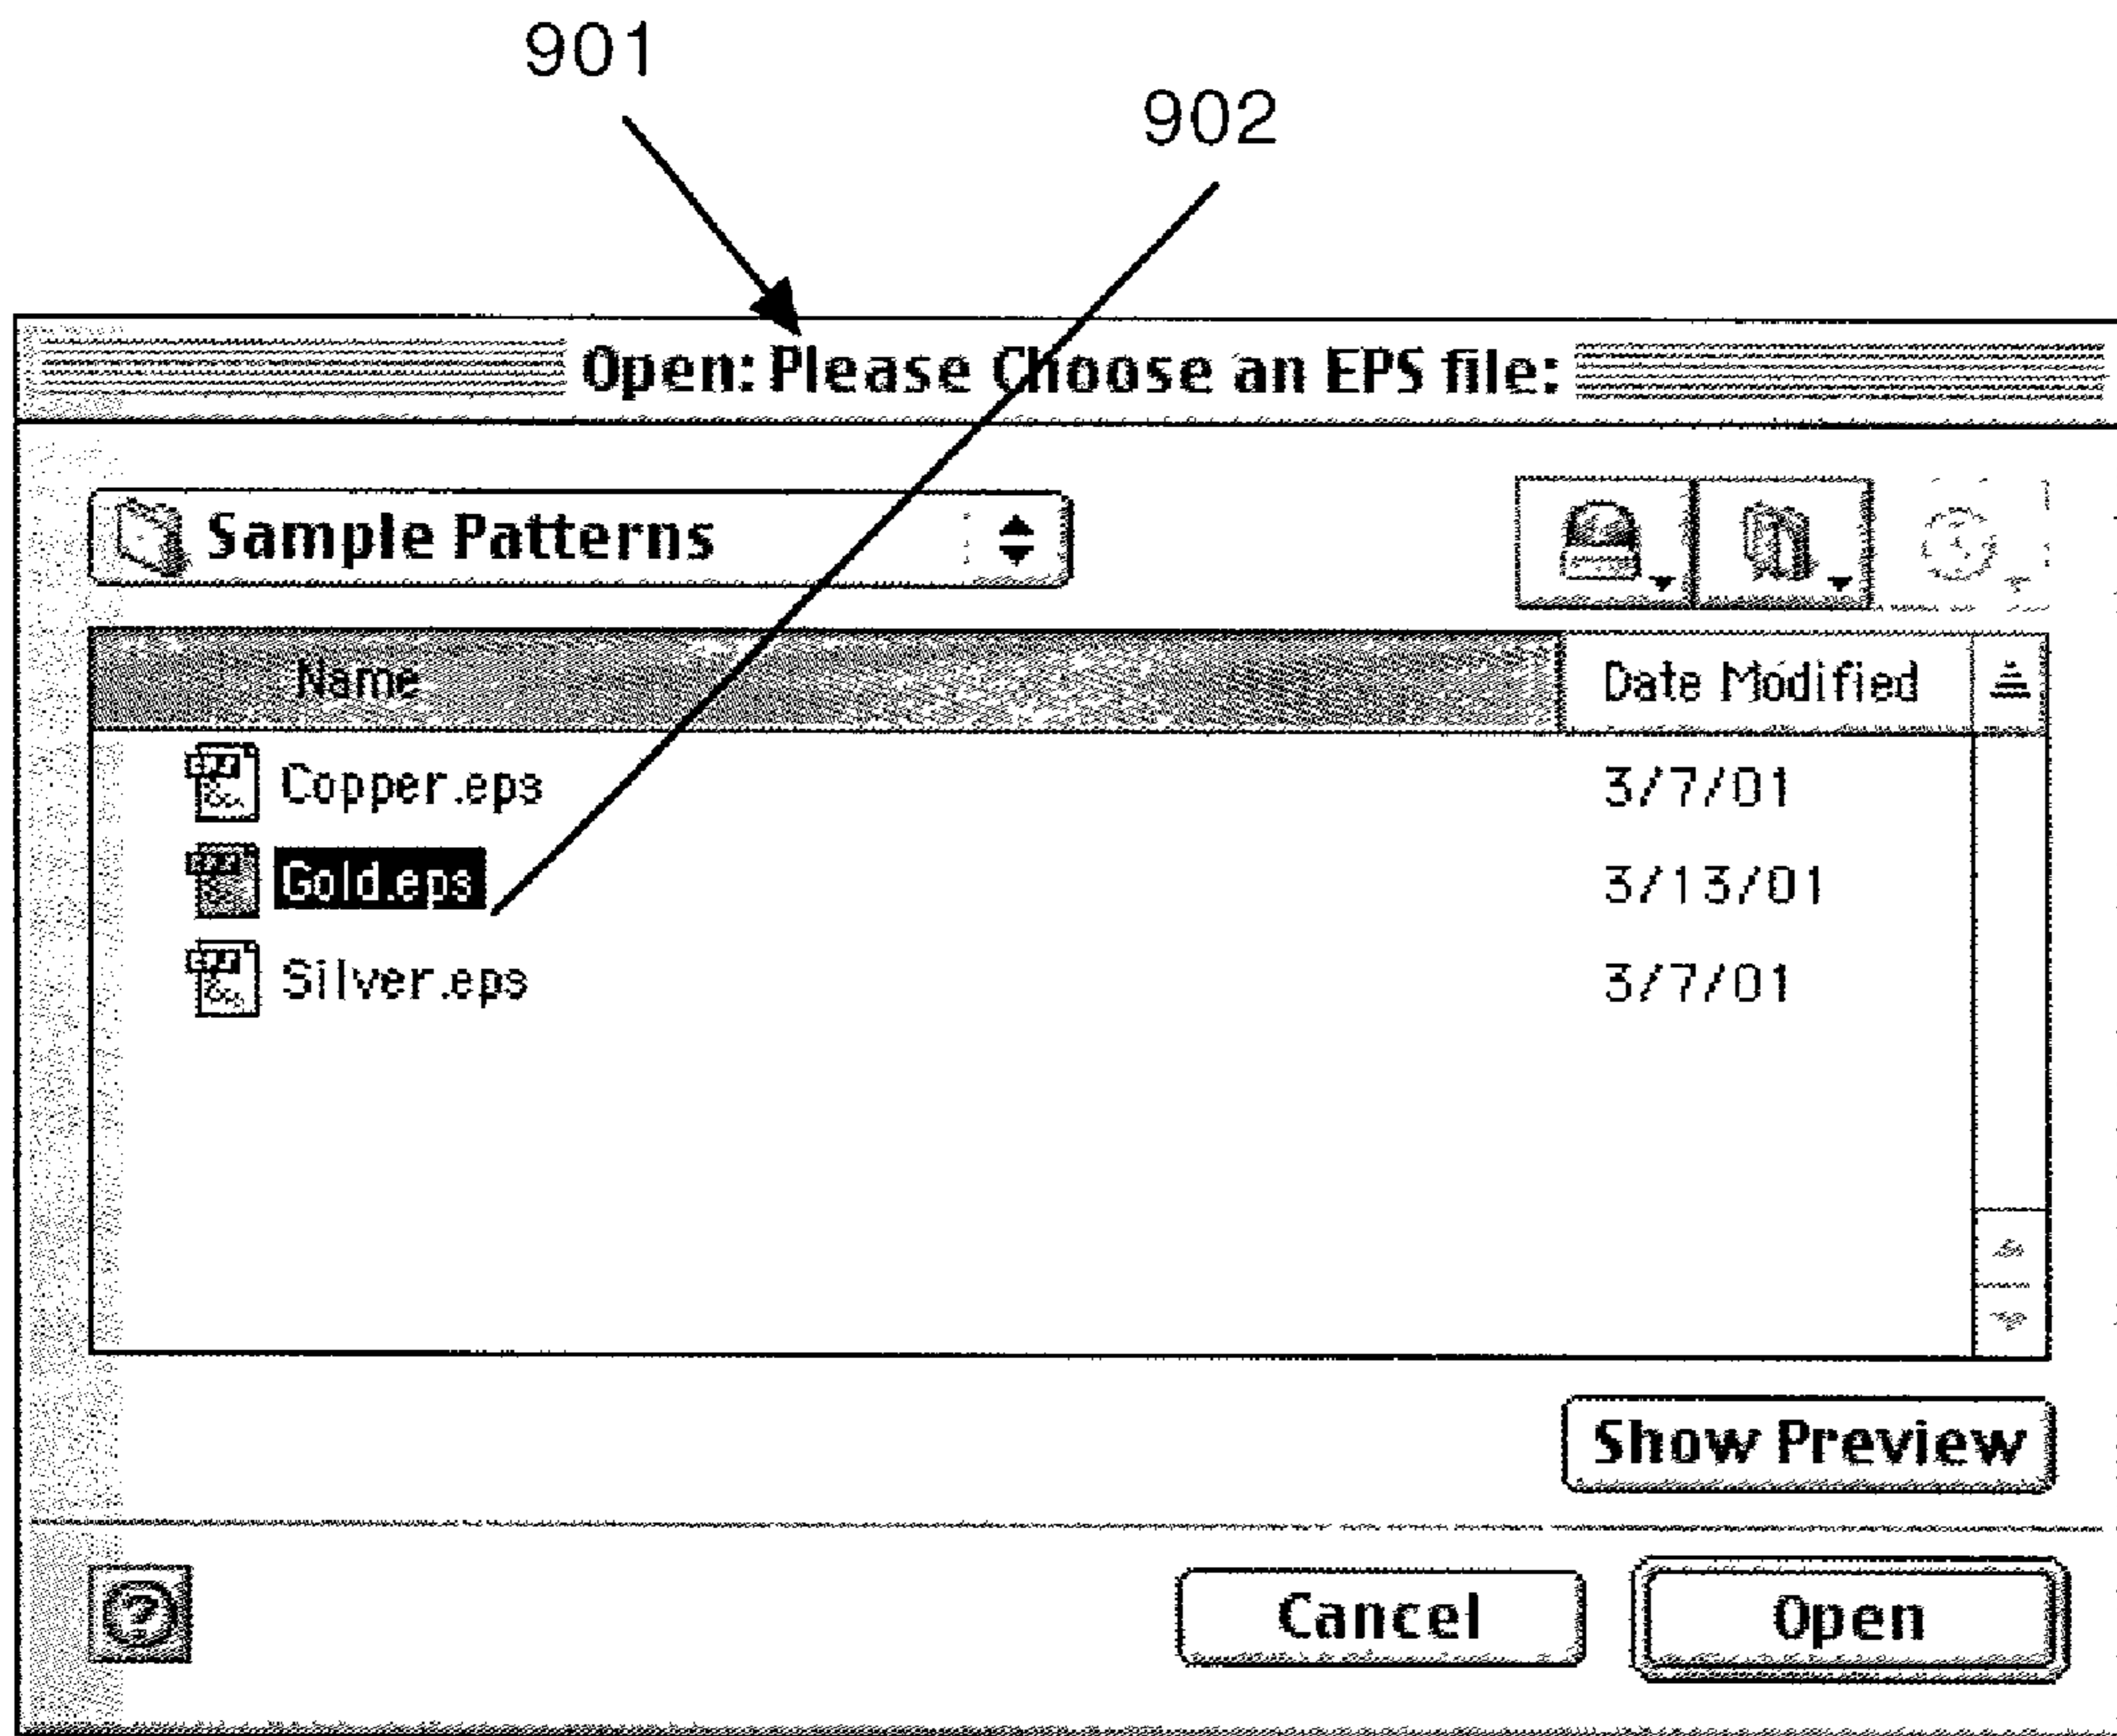 901
902
Open: Please Choose an EPS file:
Sample Patterns
Name Date Modified
Copper.eps 3/7/01
Gold.eps 3/13/01
Silver.eps 3/7/01
Show Preview
? Cancel Open